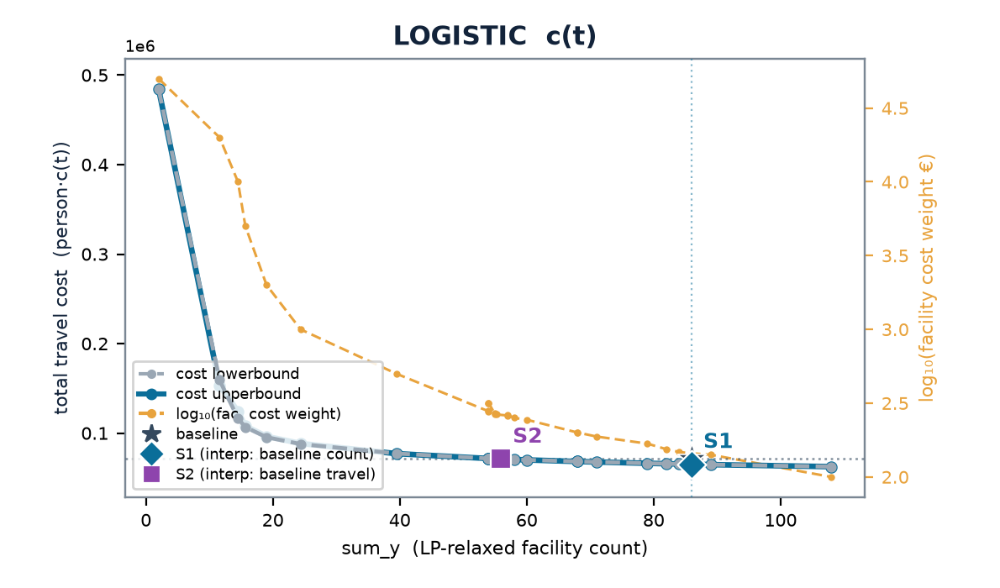 LOGISTIC c(t)
1e6
0.5
0.4
0.3
0.2
0.1
total travel cost (person·c(t))
4.5
4.0
3.5
3.0
2.5
2.0
log₁₀(facility cost weight €)
cost lowerbound
cost upperbound
log₁₀(fac. cost weight)
baseline
S1 (interp: baseline count)
S2 (interp: baseline travel)
S2
S1
0
20
40
60
80
100
sum_y (LP-relaxed facility count)